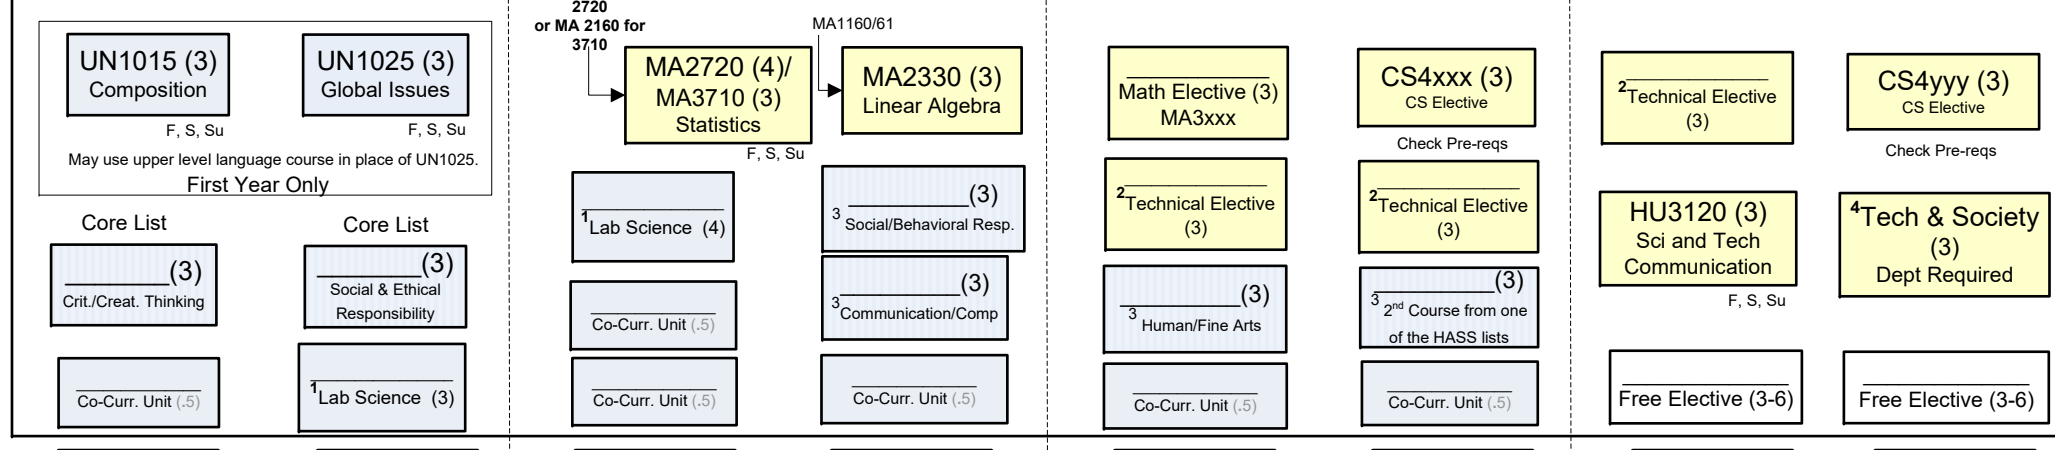 UN1015 (3)
Composition
F, S, Su
UN1025 (3)
Global Issues
F, S, Su
May use upper level language course in place of UN1025.
First Year Only
Core List
_________(3)
Crit./Creat. Thinking
Core List
_________(3)
Social & Ethical
Responsibility
Co-Curr. Unit (.5)
1Lab Science (3)
2720
or MA 2160 for
3710
MA2720 (4)/
MA3710 (3)
Statistics
F, S, Su
MA1160/61
MA2330 (3)
Linear Algebra
1Lab Science (4)
_________(3)
3 Social/Behavioral Resp.
Co-Curr. Unit (.5)
_________(3)
3Communication/Comp
Co-Curr. Unit (.5)
Co-Curr. Unit (.5)
Math Elective (3)
MA3xxx
CS4xxx (3)
CS Elective
Check Pre-reqs
2Technical Elective
(3)
2Technical Elective
(3)
_________(3)
3 Human/Fine Arts
_________(3)
3 2nd Course from one
of the HASS lists
Co-Curr. Unit (.5)
Co-Curr. Unit (.5)
2Technical Elective
(3)
CS4yyy (3)
CS Elective
Check Pre-reqs
HU3120 (3)
Sci and Tech
Communication
F, S, Su
4Tech & Society
(3)
Dept Required
Free Elective (3-6)
Free Elective (3-6)